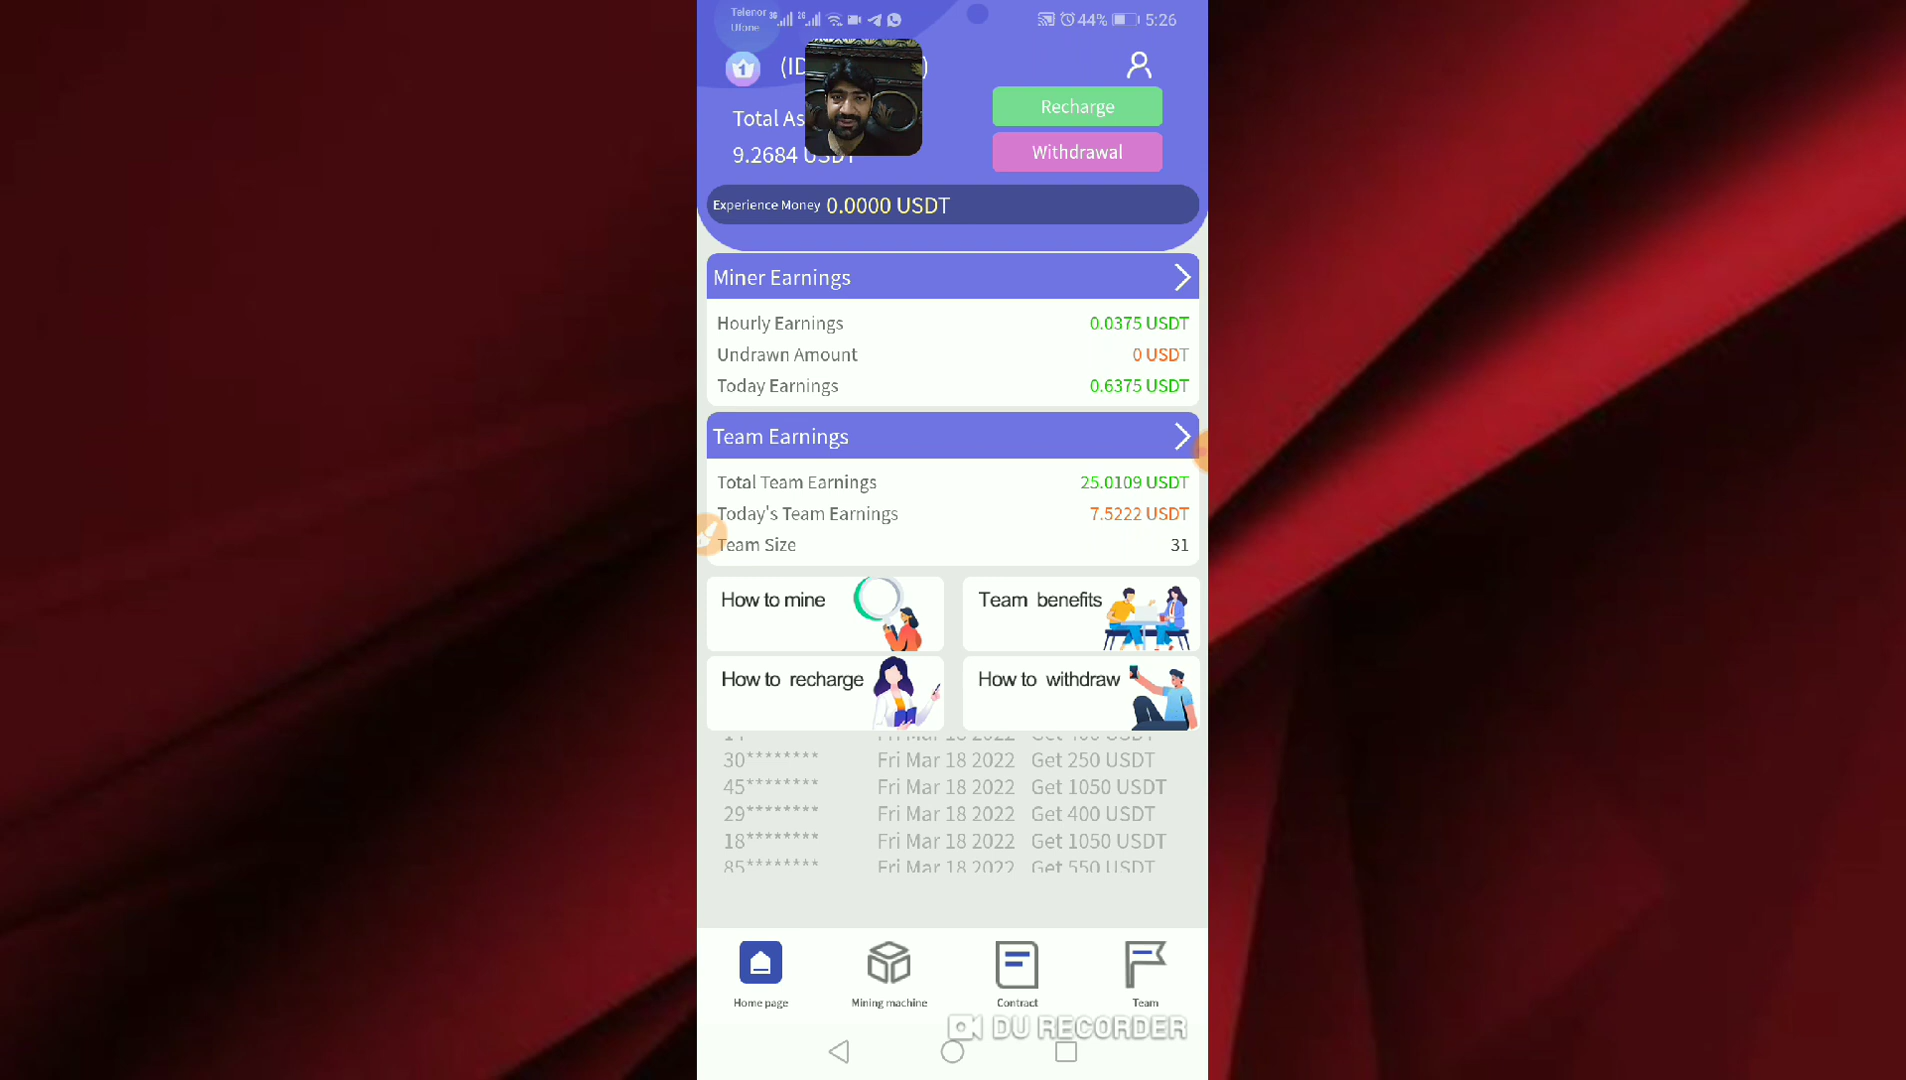 Telenor
Ufone
44% 5:26
1 (ID )
Total As
9.2684 USDT
Recharge
Withdrawal
Experience Money 0.0000 USDT
Miner Earnings
Hourly Earnings 0.0375 USDT
Undrawn Amount 0 USDT
Today Earnings 0.6375 USDT
Team Earnings
Total Team Earnings 25.0109 USDT
Today's Team Earnings 7.5222 USDT
Team Size 31
How to mine
Team benefits
How to recharge
How to withdraw
30******** Fri Mar 18 2022 Get 250 USDT
45******** Fri Mar 18 2022 Get 1050 USDT
29******** Fri Mar 18 2022 Get 400 USDT
18******** Fri Mar 18 2022 Get 1050 USDT
85******** Fri Mar 18 2022 Get 550 USDT
Home page
Mining machine
Contract
Team
DU RECORDER